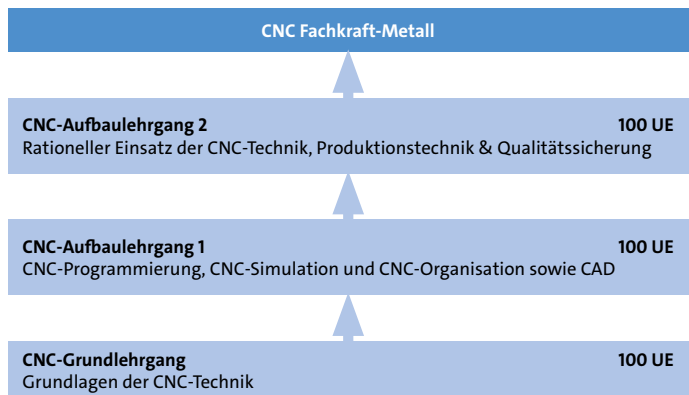 CNC Fachkraft-Metall
CNC-Aufbaulehrgang 2 100 UE
Rationeller Einsatz der CNC-Technik, Produktionstechnik & Qualitätssicherung
CNC-Aufbaulehrgang 1 100 UE
CNC-Programmierung, CNC-Simulation und CNC-Organisation sowie CAD
CNC-Grundlehrgang 100 UE
Grundlagen der CNC-Technik